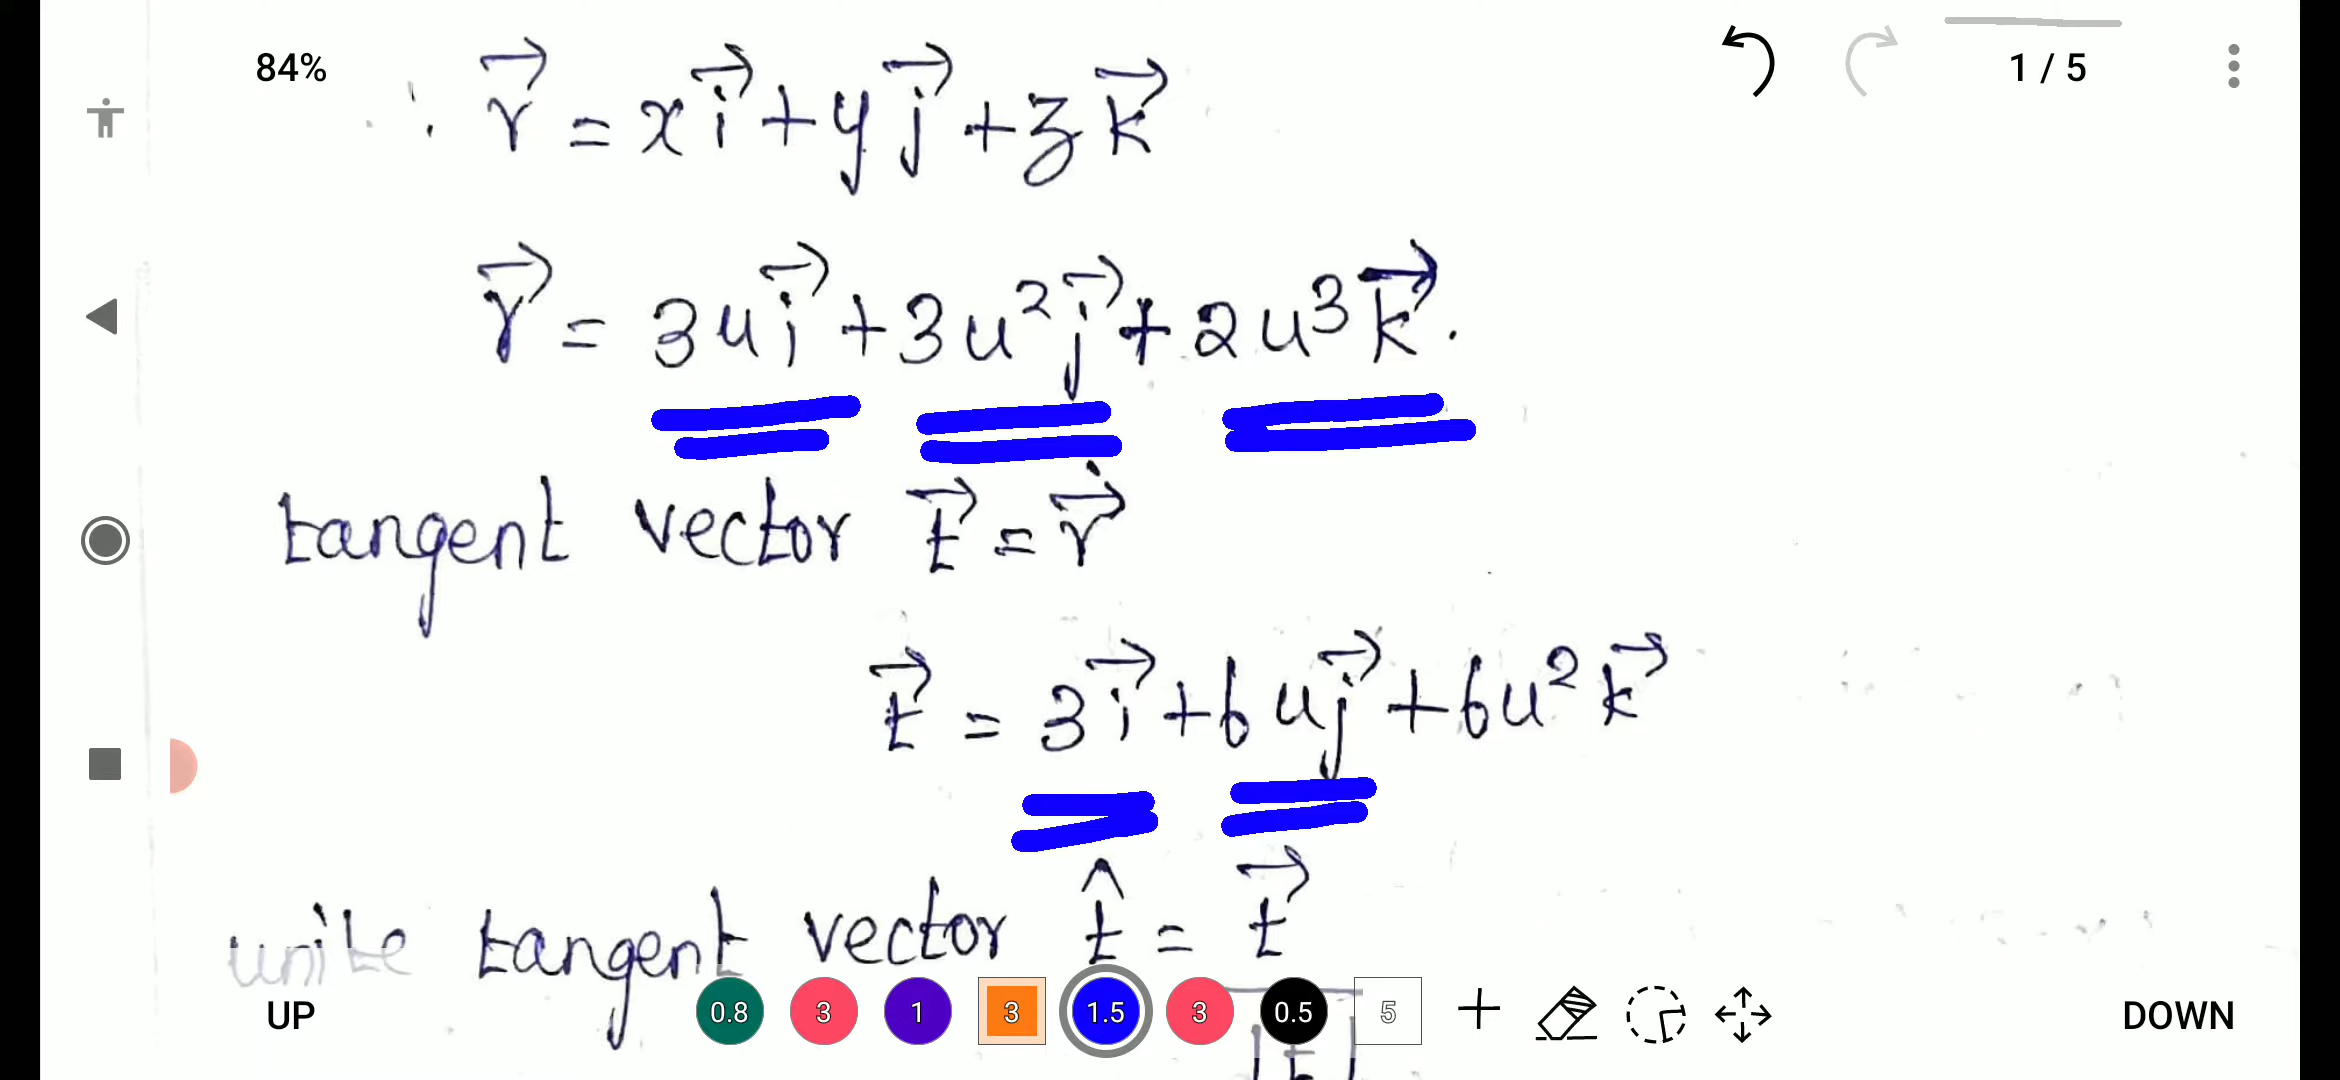 84%
1 / 5
∴ r⃗ = xi⃗ + yj⃗ + zk⃗
r⃗ = 3ui⃗ + 3u²j⃗ + 2u³k⃗.
tangent vector t⃗ = ṙ⃗
t⃗ = 3i⃗ + 6uj⃗ + 6u²k⃗
unite tangent vector t̂ = t⃗
|t⃗|
UP 0.8 3 1 3 1.5 3 0.5 5 DOWN